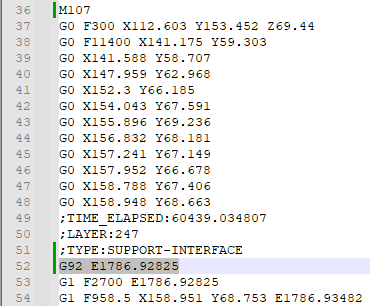 36 M107
37 G0 F300 X112.603 Y153.452 Z69.44
38 G0 F11400 X141.175 Y59.303
39 G0 X141.588 Y58.707
40 G0 X147.959 Y62.968
41 G0 X152.3 Y66.185
42 G0 X154.043 Y67.591
43 G0 X155.896 Y69.236
44 G0 X156.832 Y68.181
45 G0 X157.241 Y67.149
46 G0 X157.952 Y66.678
47 G0 X158.788 Y67.406
48 G0 X158.948 Y68.663
49 ;TIME_ELAPSED:60439.034807
50 ;LAYER:247
51 ;TYPE:SUPPORT-INTERFACE
52 G92 E1786.92825
53 G1 F2700 E1786.92825
54 G1 F958.5 X158.951 Y68.753 E1786.93482